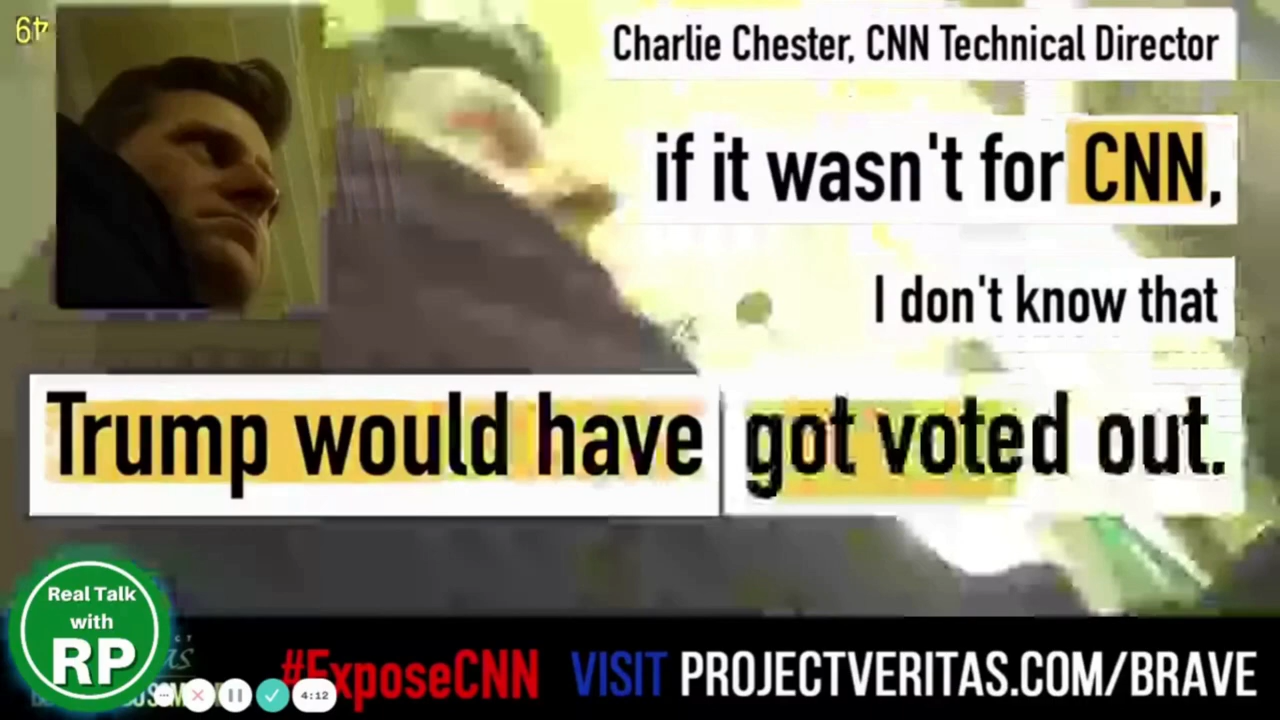 49
Charlie Chester, CNN Technical Director
if it wasn't for CNN,
I don't know that
Trump would have got voted out.
Real Talk
with
RP
#ExposeCNN VISIT PROJECTVERITAS.COM/BRAVE
4:12